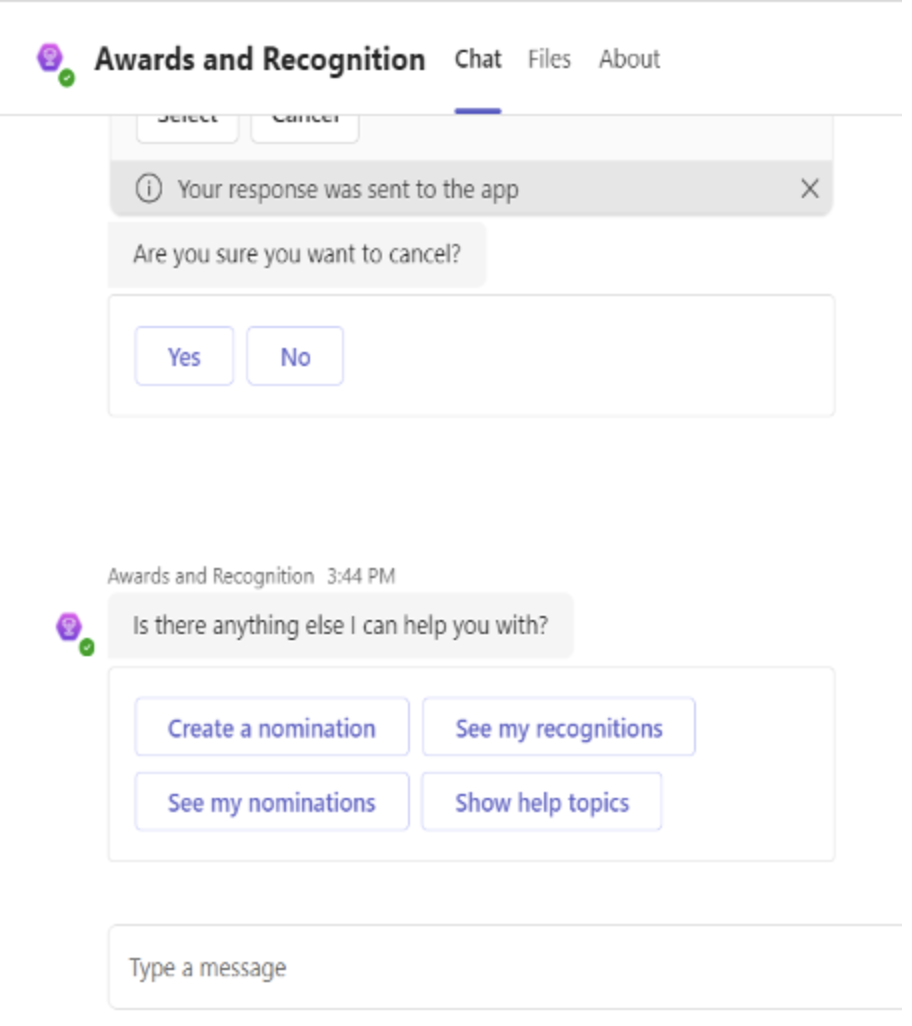 Awards and Recognition Chat Files About
Select Cancel
Your response was sent to the app
Are you sure you want to cancel?
Yes No
Awards and Recognition 3:44 PM
Is there anything else I can help you with?
Create a nomination See my recognitions
See my nominations Show help topics
Type a message